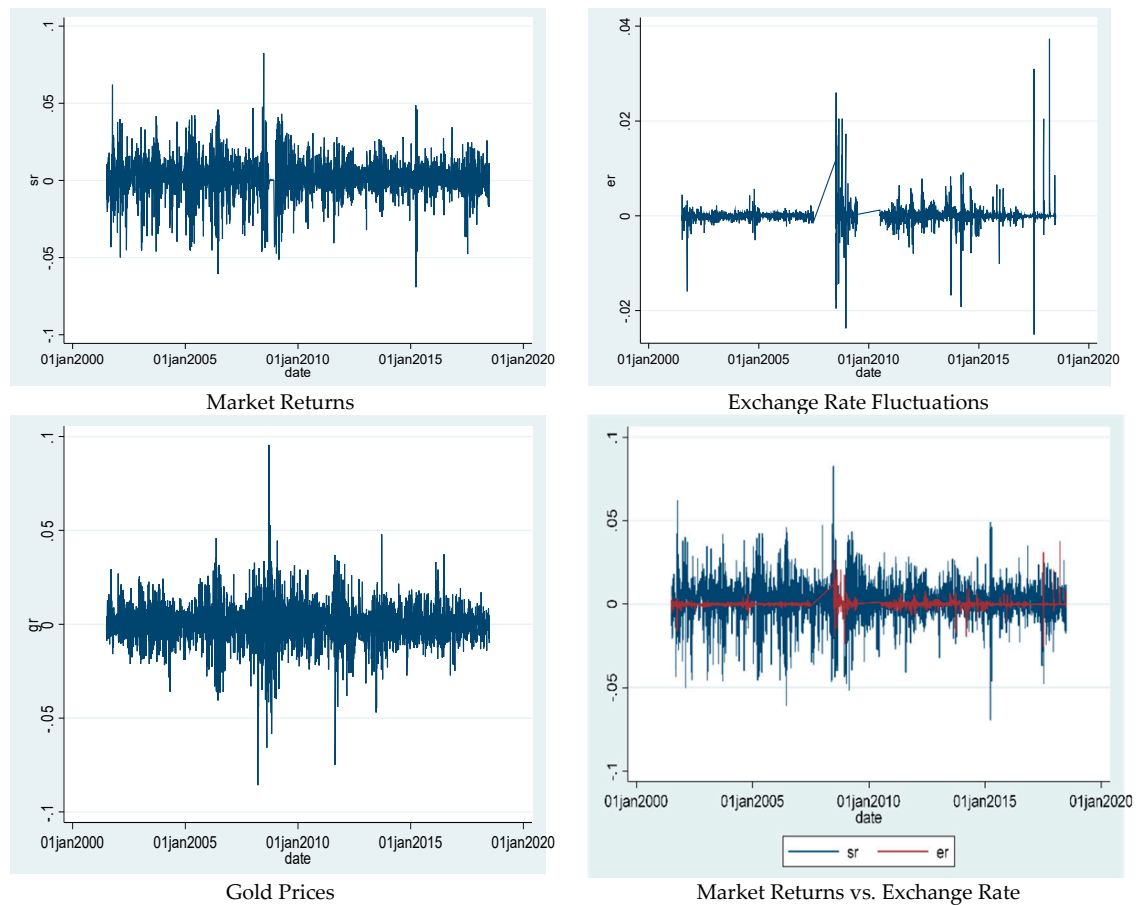 .1
.05
0
-.05
-.1
sr
01jan2000 01jan2005 01jan2010 01jan2015 01jan2020
date
Market Returns
.04
.02
0
-.02
er
01jan2000 01jan2005 01jan2010 01jan2015 01jan2020
date
Exchange Rate Fluctuations
.1
.05
0
-.05
-.1
gr
01jan2000 01jan2005 01jan2010 01jan2015 01jan2020
date
Gold Prices
.1
.05
0
-.05
-.1
01jan2000 01jan2005 01jan2010 01jan2015 01jan2020
date
sr er
Market Returns vs. Exchange Rate